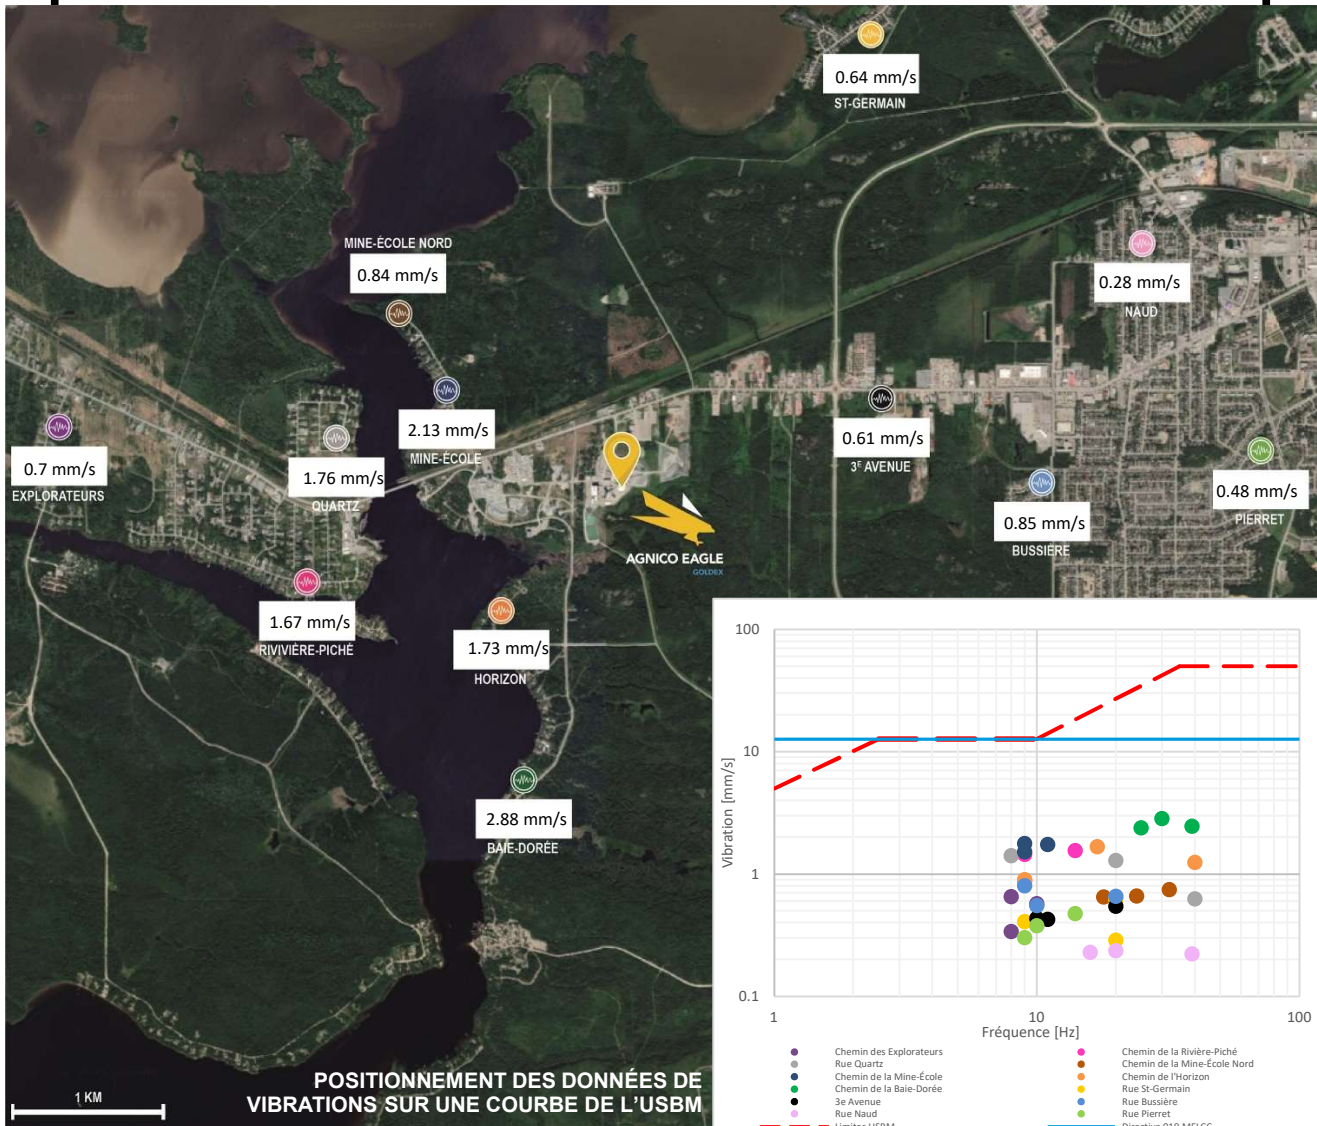 0.64 mm/s
ST-GERMAIN
MINE-ÉCOLE NORD
0.84 mm/s
0.28 mm/s
NAUD
2.13 mm/s
MINE-ÉCOLE
0.7 mm/s
EXPLORATEURS
1.76 mm/s
QUARTZ
0.61 mm/s
3E AVENUE
0.85 mm/s
BUSSIÈRE
0.48 mm/s
PIERRET
AGNICO EAGLE
GOLDEX
1.67 mm/s
RIVIVIÈRE-PICHÉ
1.73 mm/s
HORIZON
2.88 mm/s
BAIE-DORÉE
100
10
1
0.1
Vibration [mm/s]
1
10
100
Fréquence [Hz]
Chemin des Explorateurs
Chemin de la Rivière-Piché
Rue Quartz
Chemin de la Mine-École Nord
Chemin de la Mine-École
Chemin de l'Horizon
Chemin de la Baie-Dorée
Rue St-Germain
3e Avenue
Rue Bussière
Rue Naud
Rue Pierret
Limites USBM
Directive 019 MELCC
POSITIONNEMENT DES DONNÉES DE
VIBRATIONS SUR UNE COURBE DE L'USBM
1 KM